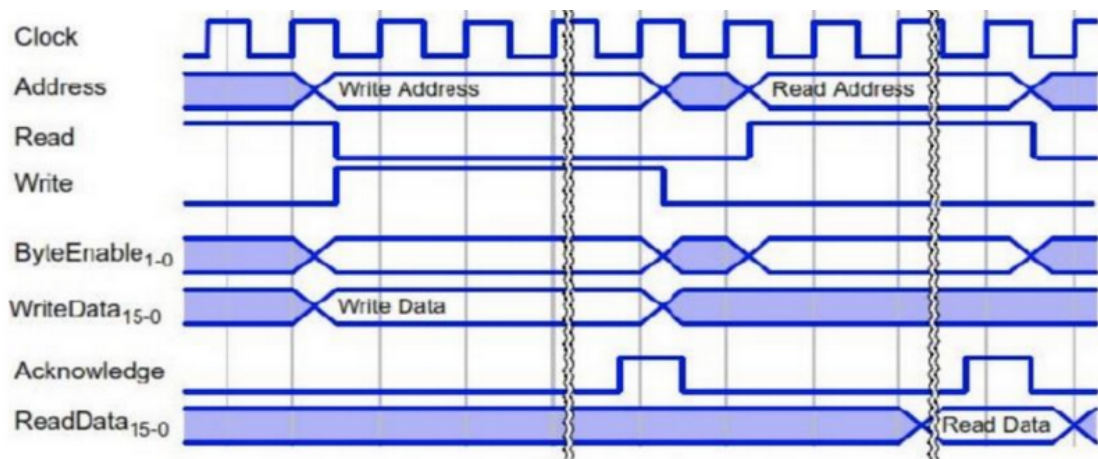 Clock
Address
Write Address
Read Address
Read
Write
ByteEnable₁₋₀
WriteData₁₅₋₀
Write Data
Acknowledge
ReadData₁₅₋₀
Read Data